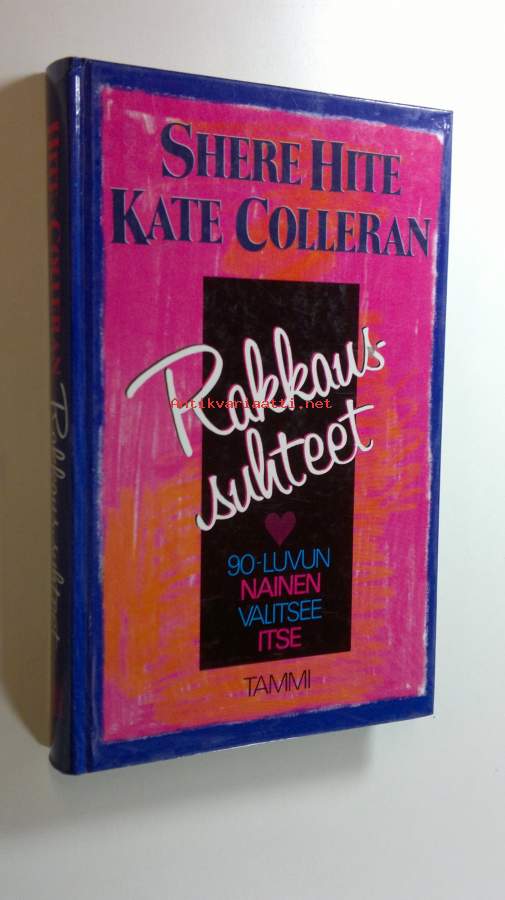 SHERE HITE
KATE COLLERAN
Rakkaus-
suhteet
Antikvariaatti.net
90-LUVUN
NAINEN
VALITSEE
ITSE
TAMMI
HITE · COLLERAN Rakkaussuhteet